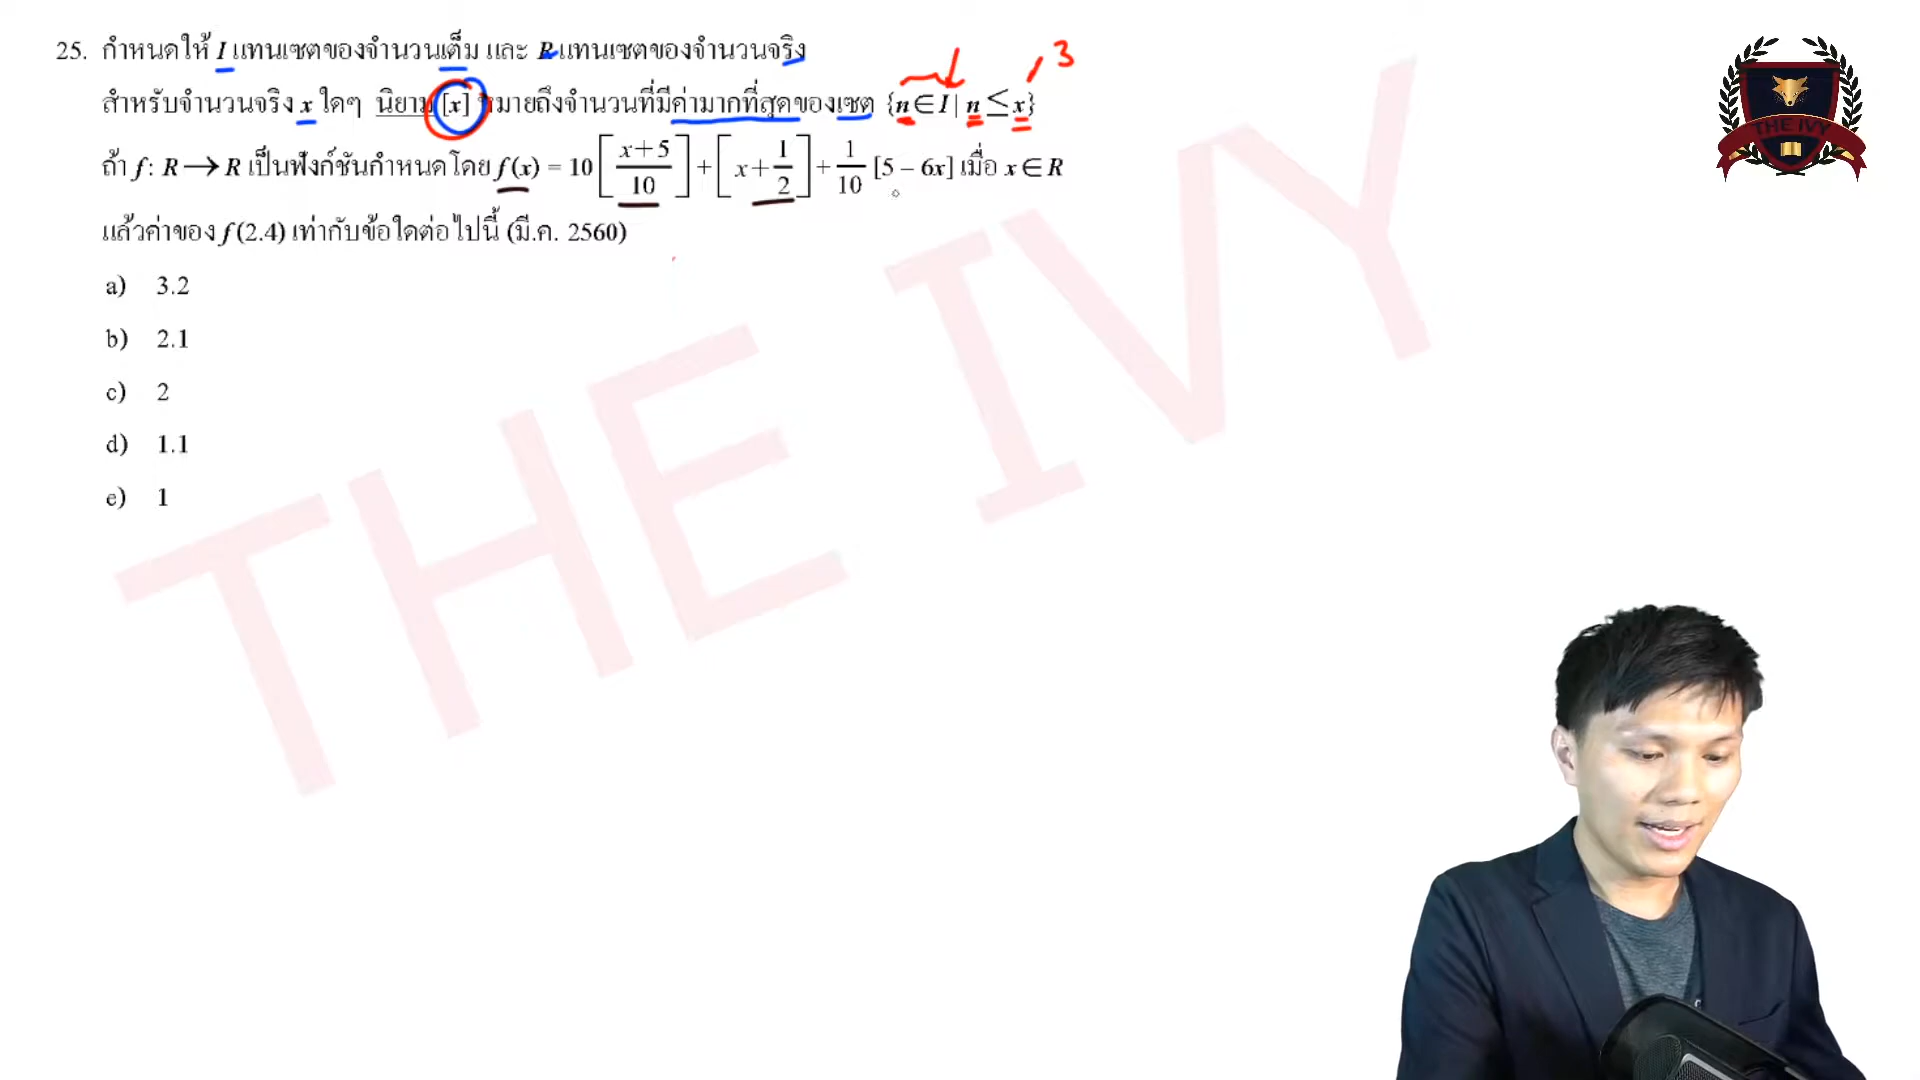 25. กำหนดให้ I แทนเซตของจำนวนเต็ม และ R แทนเซตของจำนวนจริง
สำหรับจำนวนจริง x ใดๆ นิยาม [x] หมายถึงจำนวนที่มีค่ามากที่สุดของเซต {n∈I | n ≤ x} 3
ถ้า f: R → R เป็นฟังก์ชันกำหนดโดย f(x) = 10[(x+5)/10] + [x + 1/2] + 1/10 [5 – 6x] เมื่อ x ∈ R
แล้วค่าของ f(2.4) เท่ากับข้อใดต่อไปนี้ (มี.ค. 2560)
a) 3.2
b) 2.1
c) 2
d) 1.1
e) 1
THE IVY
THE IVY